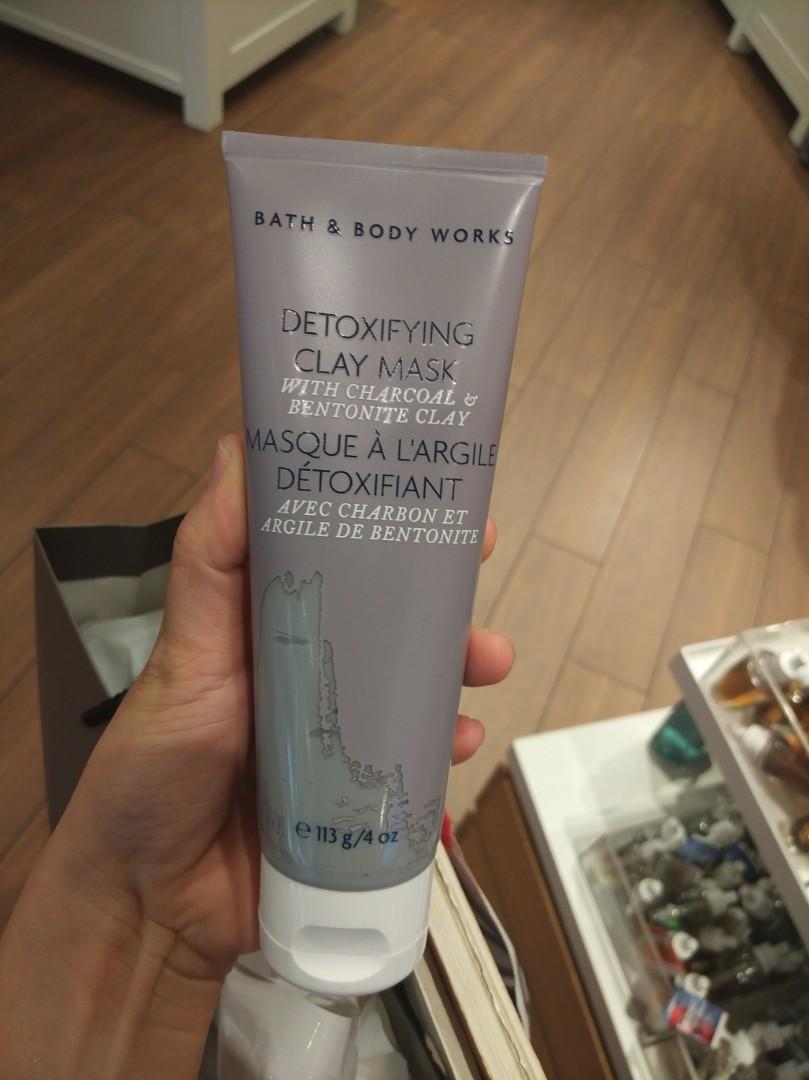 BATH & BODY WORKS
DETOXIFYING
CLAY MASK
WITH CHARCOAL &
BENTONITE CLAY
MASQUE À L'ARGILE
DÉTOXIFIANT
AVEC CHARBON ET
ARGILE DE BENTONITE
℮ 113 g/4 oz